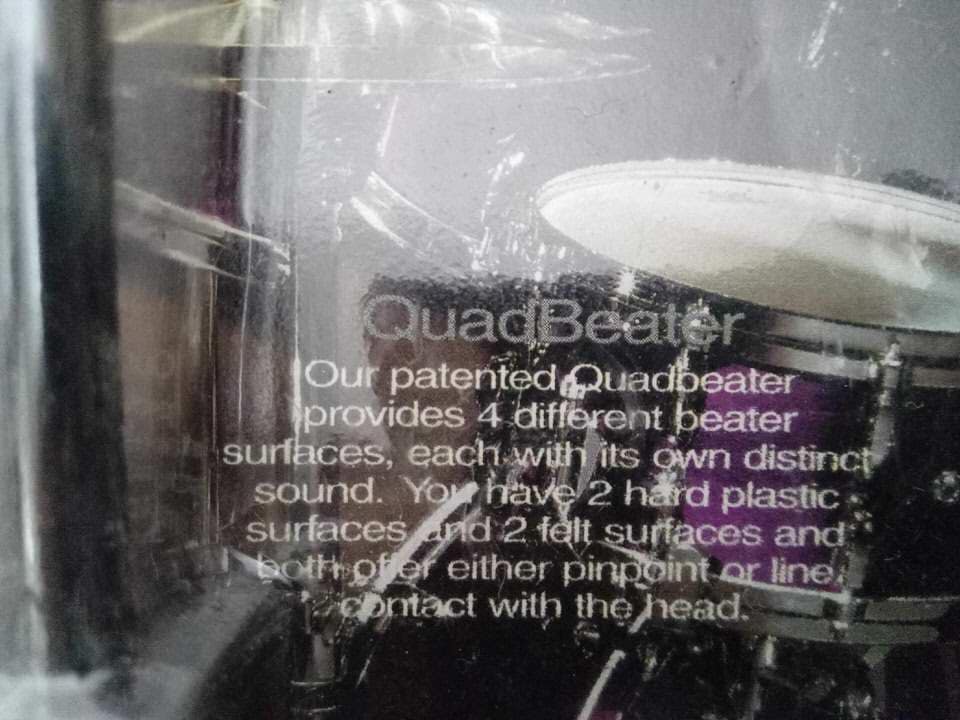 QuadBeater
Our patented Quadbeater
provides 4 different beater
surfaces, each with its own distinct
sound. You have 2 hard plastic
surfaces and 2 felt surfaces and
both offer either pinpoint or line
contact with the head.